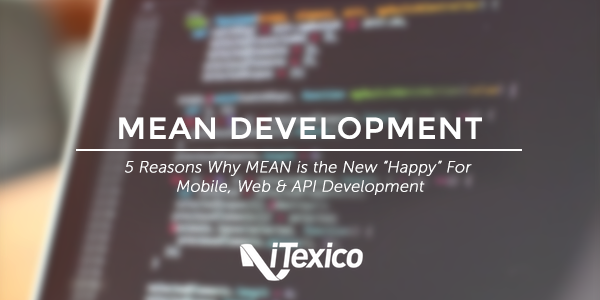 MEAN DEVELOPMENT
5 Reasons Why MEAN is the New "Happy" For
Mobile, Web & API Development
iTexico